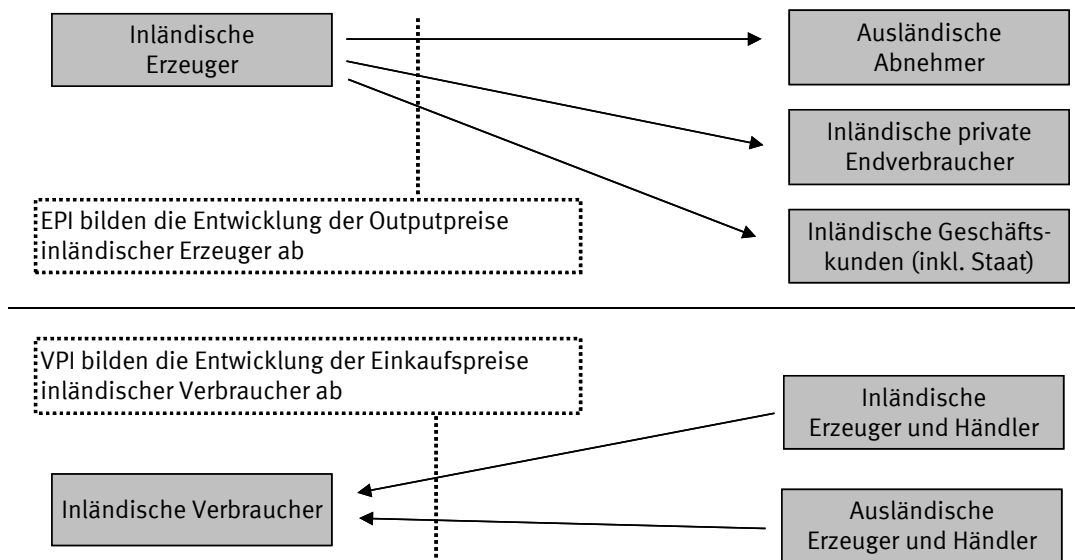 Inländische
Erzeuger
Ausländische
Abnehmer
Inländische private
Endverbraucher
EPI bilden die Entwicklung der Outputpreise
inländischer Erzeuger ab
Inländische Geschäfts-
kunden (inkl. Staat)
VPI bilden die Entwicklung der Einkaufspreise
inländischer Verbraucher ab
Inländische
Erzeuger und Händler
Inländische Verbraucher
Ausländische
Erzeuger und Händler